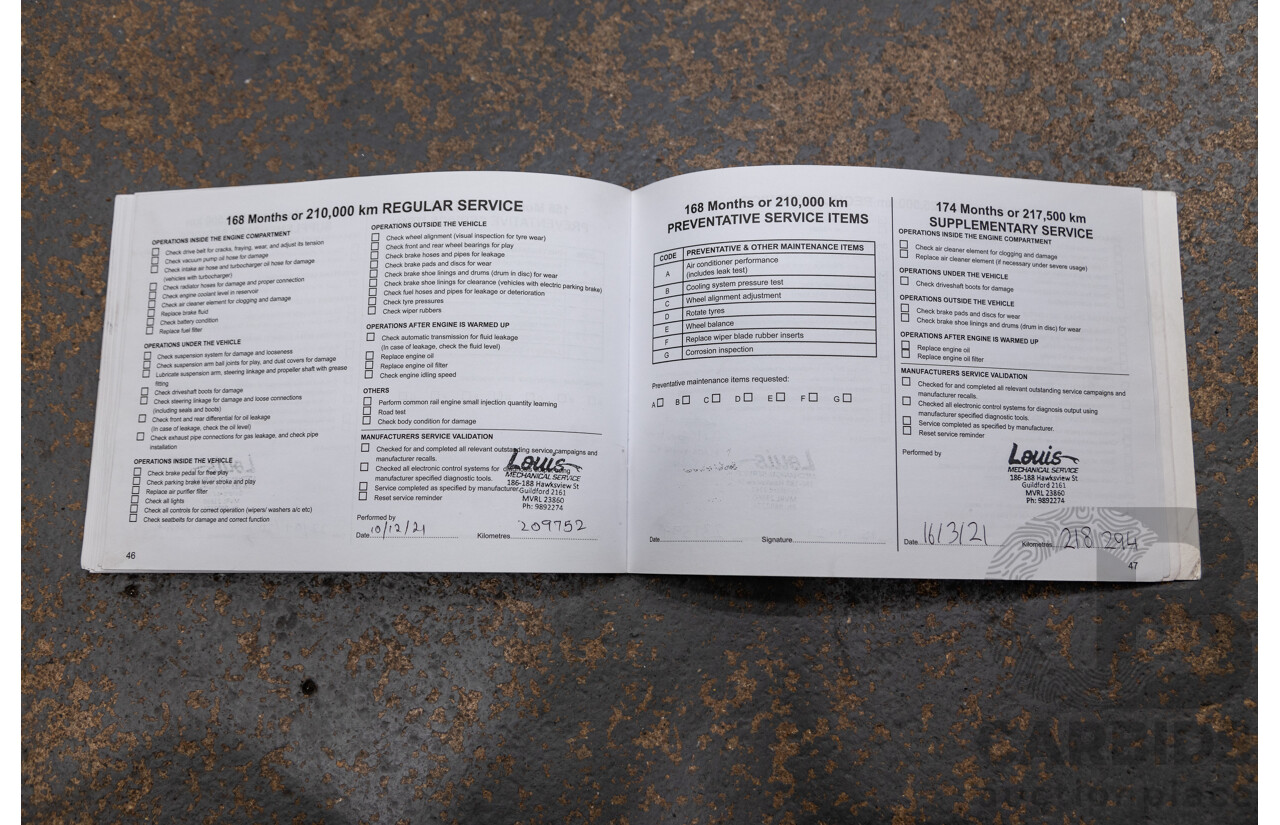 168 Months or 210,000 km REGULAR SERVICE
OPERATIONS INSIDE THE ENGINE COMPARTMENT
Check drive belt for cracks, fraying, wear, and adjust its tension
Check vacuum pump oil hose for damage
Check intake air hose and turbocharger oil hose for damage
(vehicles with turbocharger)
Check radiator hoses for damage and proper connection
Check engine coolant level in reservoir
Check air cleaner element for clogging and damage
Replace brake fluid
Check battery condition
Replace fuel filter
OPERATIONS UNDER THE VEHICLE
Check suspension system for damage and looseness
Check suspension arm ball joints for play, and dust covers for damage
Lubricate suspension arm, steering linkage and propeller shaft with grease
fitting
Check driveshaft boots for damage
Check steering linkage for damage and loose connections
(including seals and boots)
Check front and rear differential for oil leakage
(In case of leakage, check the oil level)
Check exhaust pipe connections for gas leakage, and check pipe
installation
OPERATIONS INSIDE THE VEHICLE
Check brake pedal for free play
Check parking brake lever stroke and play
Replace air purifier filter
Check all lights
Check all controls for correct operation (wipers/ washers a/c etc)
Check seatbelts for damage and correct function
46
OPERATIONS OUTSIDE THE VEHICLE
Check wheel alignment (visual inspection for tyre wear)
Check front and rear wheel bearings for play
Check brake hoses and pipes for leakage
Check brake pads and discs for wear
Check brake shoe linings and drums (drum in disc) for wear
Check brake shoe linings for clearance (vehicles with electric parking brake)
Check fuel hoses and pipes for leakage or deterioration
Check tyre pressures
Check wiper rubbers
OPERATIONS AFTER ENGINE IS WARMED UP
Check automatic transmission for fluid leakage
(In case of leakage, check the fluid level)
Replace engine oil
Replace engine oil filter
Check engine idling speed
OTHERS
Perform common rail engine small injection quantity learning
Road test
Check body condition for damage
MANUFACTURERS SERVICE VALIDATION
Checked for and completed all relevant outstanding service campaigns and
manufacturer recalls.
Checked all electronic control systems for
manufacturer specified diagnostic tools.
Service completed as specified by manufacturer
Reset service reminder
Louis
MECHANICAL SERVICE
186-188 Hawksview St
Guildford 2161
MVRL 23860
Ph: 9892274
Performed by
Date 10/12/21 Kilometres 209752
168 Months or 210,000 km
PREVENTATIVE SERVICE ITEMS
CODE PREVENTATIVE & OTHER MAINTENANCE ITEMS
A Air conditioner performance
(includes leak test)
B Cooling system pressure test
C Wheel alignment adjustment
D Rotate tyres
E Wheel balance
F Replace wiper blade rubber inserts
G Corrosion inspection
Preventative maintenance items requested:
A B C D E F G
Date Signature
174 Months or 217,500 km
SUPPLEMENTARY SERVICE
OPERATIONS INSIDE THE ENGINE COMPARTMENT
Check air cleaner element for clogging and damage
Replace air cleaner element (if necessary under severe usage)
OPERATIONS UNDER THE VEHICLE
Check driveshaft boots for damage
OPERATIONS OUTSIDE THE VEHICLE
Check brake pads and discs for wear
Check brake shoe linings and drums (drum in disc) for wear
OPERATIONS AFTER ENGINE IS WARMED UP
Replace engine oil
Replace engine oil filter
MANUFACTURERS SERVICE VALIDATION
Checked for and completed all relevant outstanding service campaigns and
manufacturer recalls.
Checked all electronic control systems for diagnosis output using
manufacturer specified diagnostic tools.
Service completed as specified by manufacturer.
Reset service reminder
Performed by
Louis
MECHANICAL SERVICE
186-188 Hawksview St
Guildford 2161
MVRL 23860
Ph: 9892274
Date 16/3/21 Kilometres 218 294
47